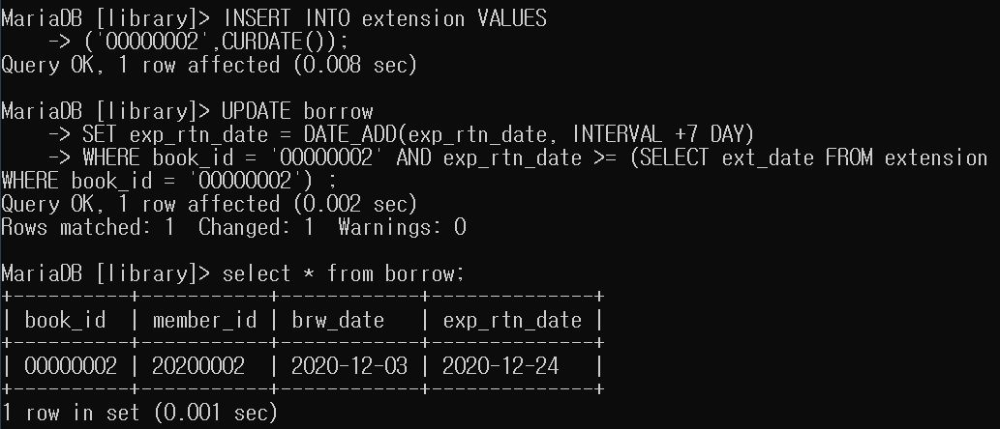 MariaDB [library]> INSERT INTO extension VALUES
    -> ('00000002',CURDATE());
Query OK, 1 row affected (0.008 sec)
MariaDB [library]> UPDATE borrow
    -> SET exp_rtn_date = DATE_ADD(exp_rtn_date, INTERVAL +7 DAY)
    -> WHERE book_id = '00000002' AND exp_rtn_date >= (SELECT ext_date FROM extension
WHERE book_id = '00000002') ;
Query OK, 1 row affected (0.002 sec)
Rows matched: 1  Changed: 1  Warnings: 0
MariaDB [library]> select * from borrow;
+----------+-----------+------------+--------------+
| book_id  | member_id | brw_date   | exp_rtn_date |
+----------+-----------+------------+--------------+
| 00000002 | 20200002  | 2020-12-03 | 2020-12-24   |
+----------+-----------+------------+--------------+
1 row in set (0.001 sec)